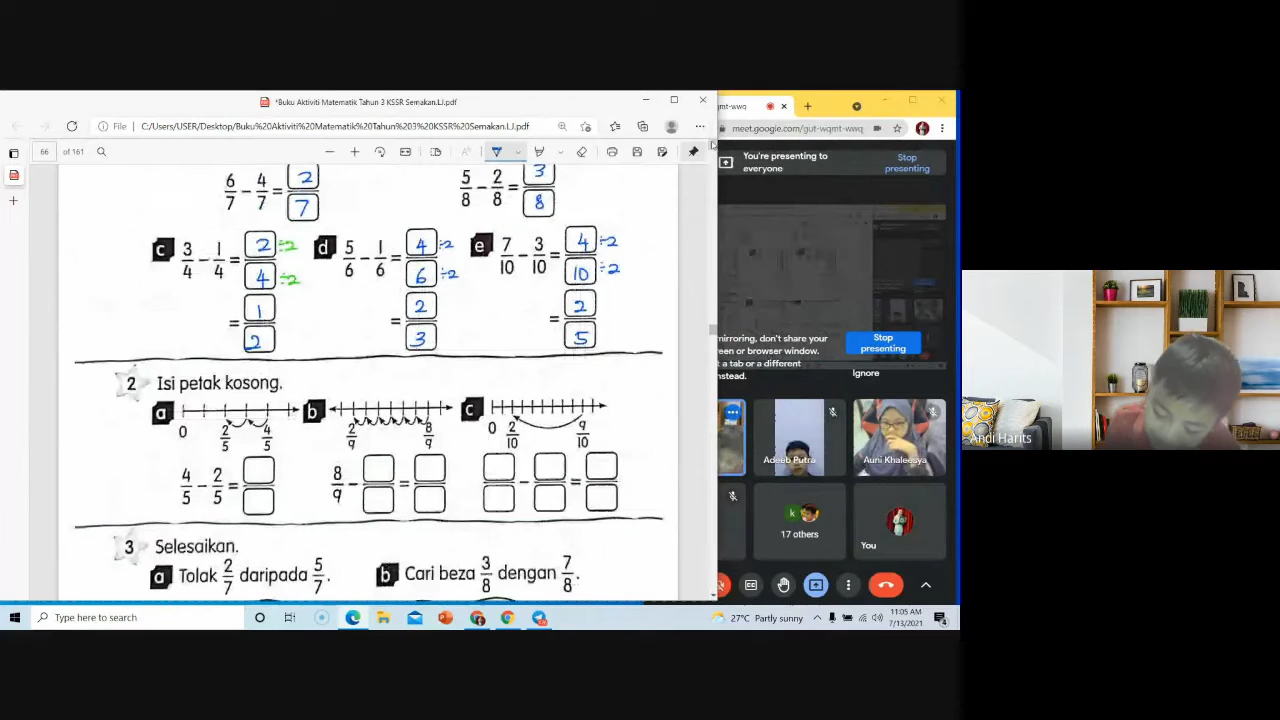 *Buku Aktiviti Matematik Tahun 3 KSSR Semakan.LJ.pdf
File
C:/Users/USER/Desktop/Buku%20Aktiviti%20Matematik%20Tahun%203%20KSSR%20Semakan.LJ.pdf
66 of 161
6/7 − 4/7 = 2/7
5/8 − 2/8 = 3/8
c 3/4 − 1/4 = 2/4 ÷2 ÷2
= 1/2
d 5/6 − 1/6 = 4/6 ÷2 ÷2
= 2/3
e 7/10 − 3/10 = 4/10 ÷2 ÷2
= 2/5
2 Isi petak kosong.
a 0 2/5 4/5
b 2/9 8/9
c 0 2/10 9/10
4/5 − 2/5 =
8/9 − =
− =
3 Selesaikan.
a Tolak 2/7 daripada 5/7.
b Cari beza 3/8 dengan 7/8.
meet.google.com/gut-wqmt-wwq
You're presenting to
everyone
Stop
presenting
mirroring, don't share your
een or browser window.
t a tab or a different
nstead.
Stop
presenting
Ignore
Adeeb Putra
Auni Khaleesya
k
17 others
You
Andi Harits
Type here to search
27°C Partly sunny
11:05 AM
7/13/2021
4